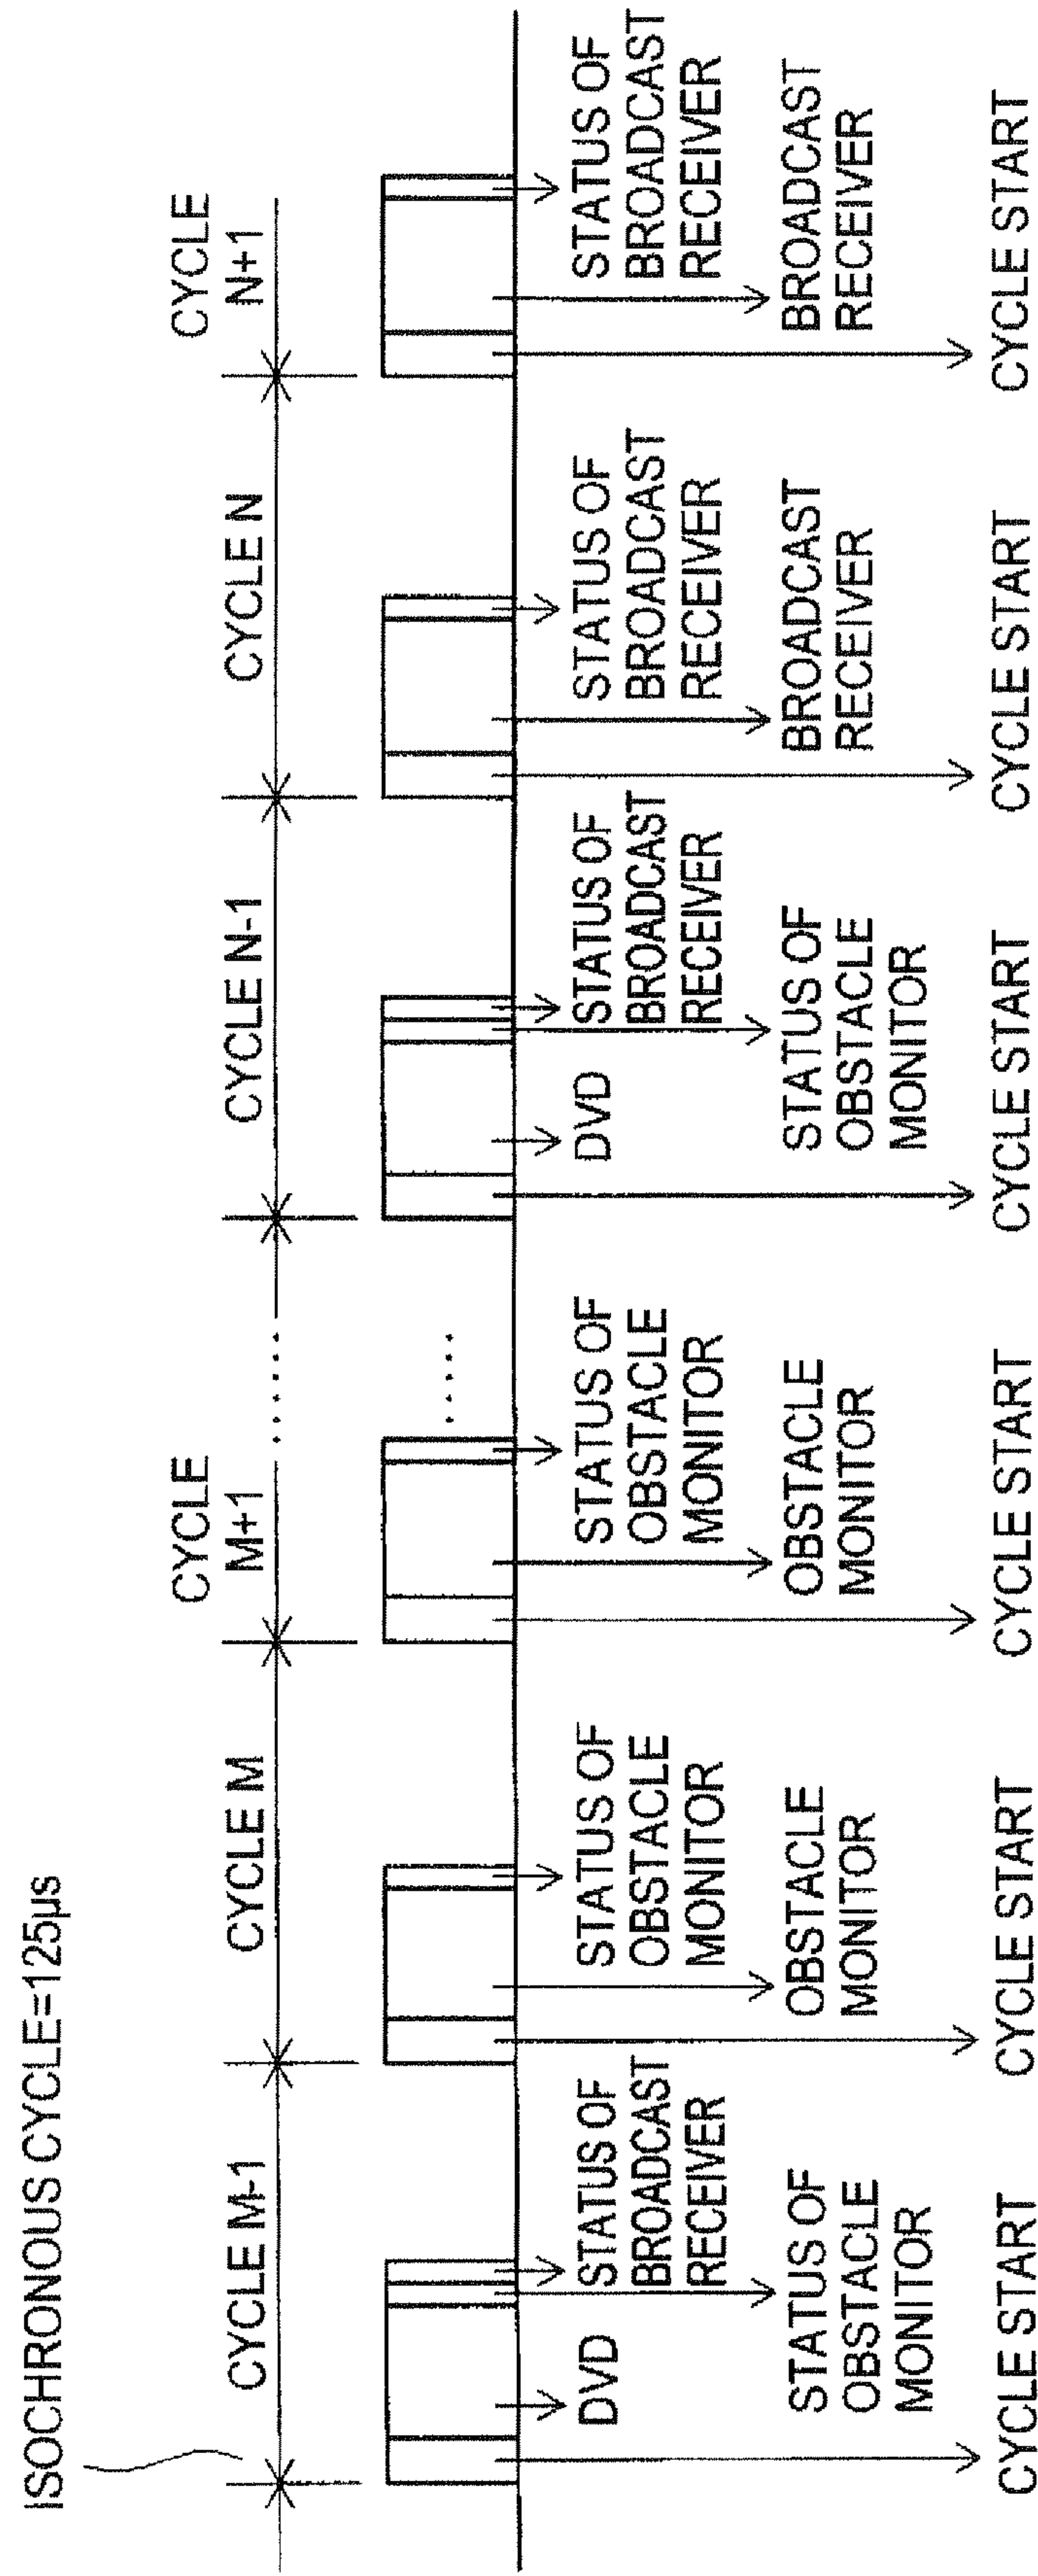 ISOCHRONOUS CYCLE=125μs
CYCLE M-1
CYCLE M
CYCLE
M+1
CYCLE N-1
CYCLE N
CYCLE
N+1
DVD
STATUS OF
BROADCAST
RECEIVER
STATUS OF
OBSTACLE
MONITOR
CYCLE START
STATUS OF
OBSTACLE
MONITOR
OBSTACLE
MONITOR
CYCLE START
STATUS OF
OBSTACLE
MONITOR
OBSTACLE
MONITOR
CYCLE START
DVD
STATUS OF
BROADCAST
RECEIVER
STATUS OF
OBSTACLE
MONITOR
CYCLE START
STATUS OF
BROADCAST
RECEIVER
BROADCAST
RECEIVER
CYCLE START
STATUS OF
BROADCAST
RECEIVER
BROADCAST
RECEIVER
CYCLE START